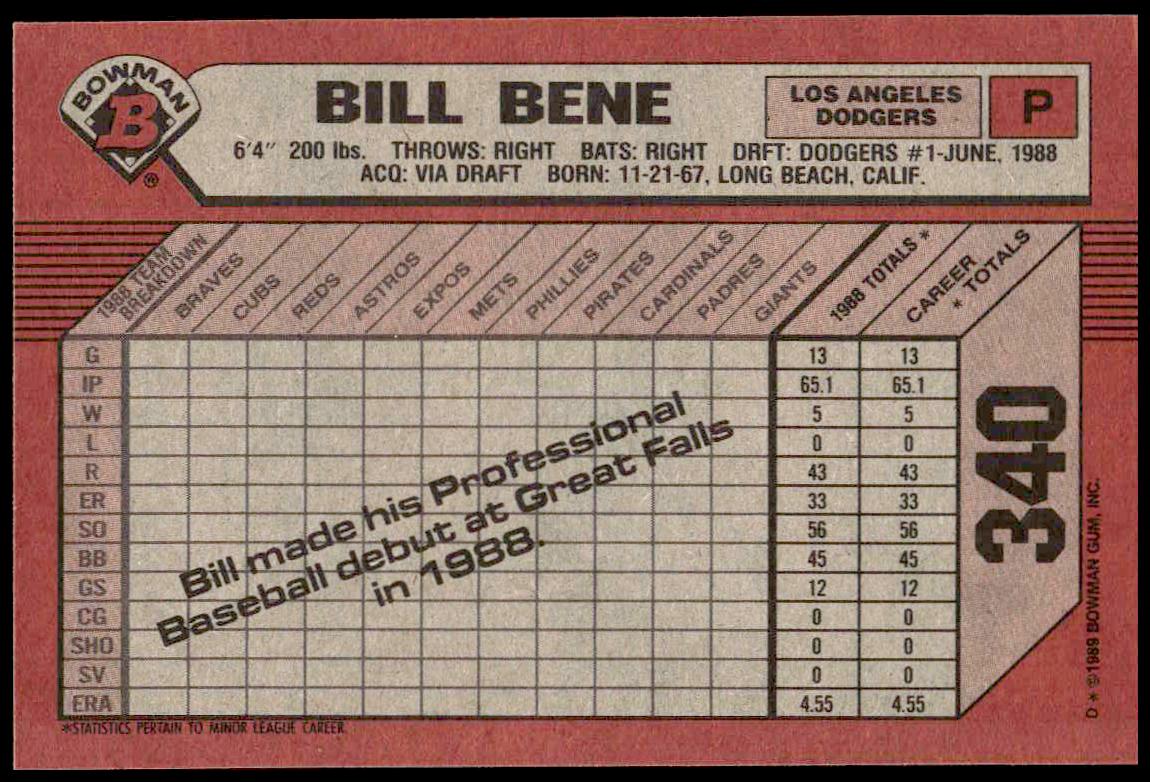 BOWMAN
B
®
BILL BENE
LOS ANGELES
DODGERS
P
6'4" 200 lbs. THROWS: RIGHT BATS: RIGHT DRFT: DODGERS #1-JUNE, 1988
ACQ: VIA DRAFT BORN: 11-21-67, LONG BEACH, CALIF.
1988 TEAM
BREAKDOWN
BRAVES
CUBS
REDS
ASTROS
EXPOS
METS
PHILLIES
PIRATES
CARDINALS
PADRES
GIANTS
1988 TOTALS *
CAREER
* TOTALS
G 13 13
IP 65.1 65.1
W 5 5
L 0 0
R 43 43
ER 33 33
SO 56 56
BB 45 45
GS 12 12
CG 0 0
SHO 0 0
SV 0 0
ERA 4.55 4.55
Bill made his Professional
Baseball debut at Great Falls
in 1988.
340
*STATISTICS PERTAIN TO MINOR LEAGUE CAREER.
D * ©1989 BOWMAN GUM, INC.